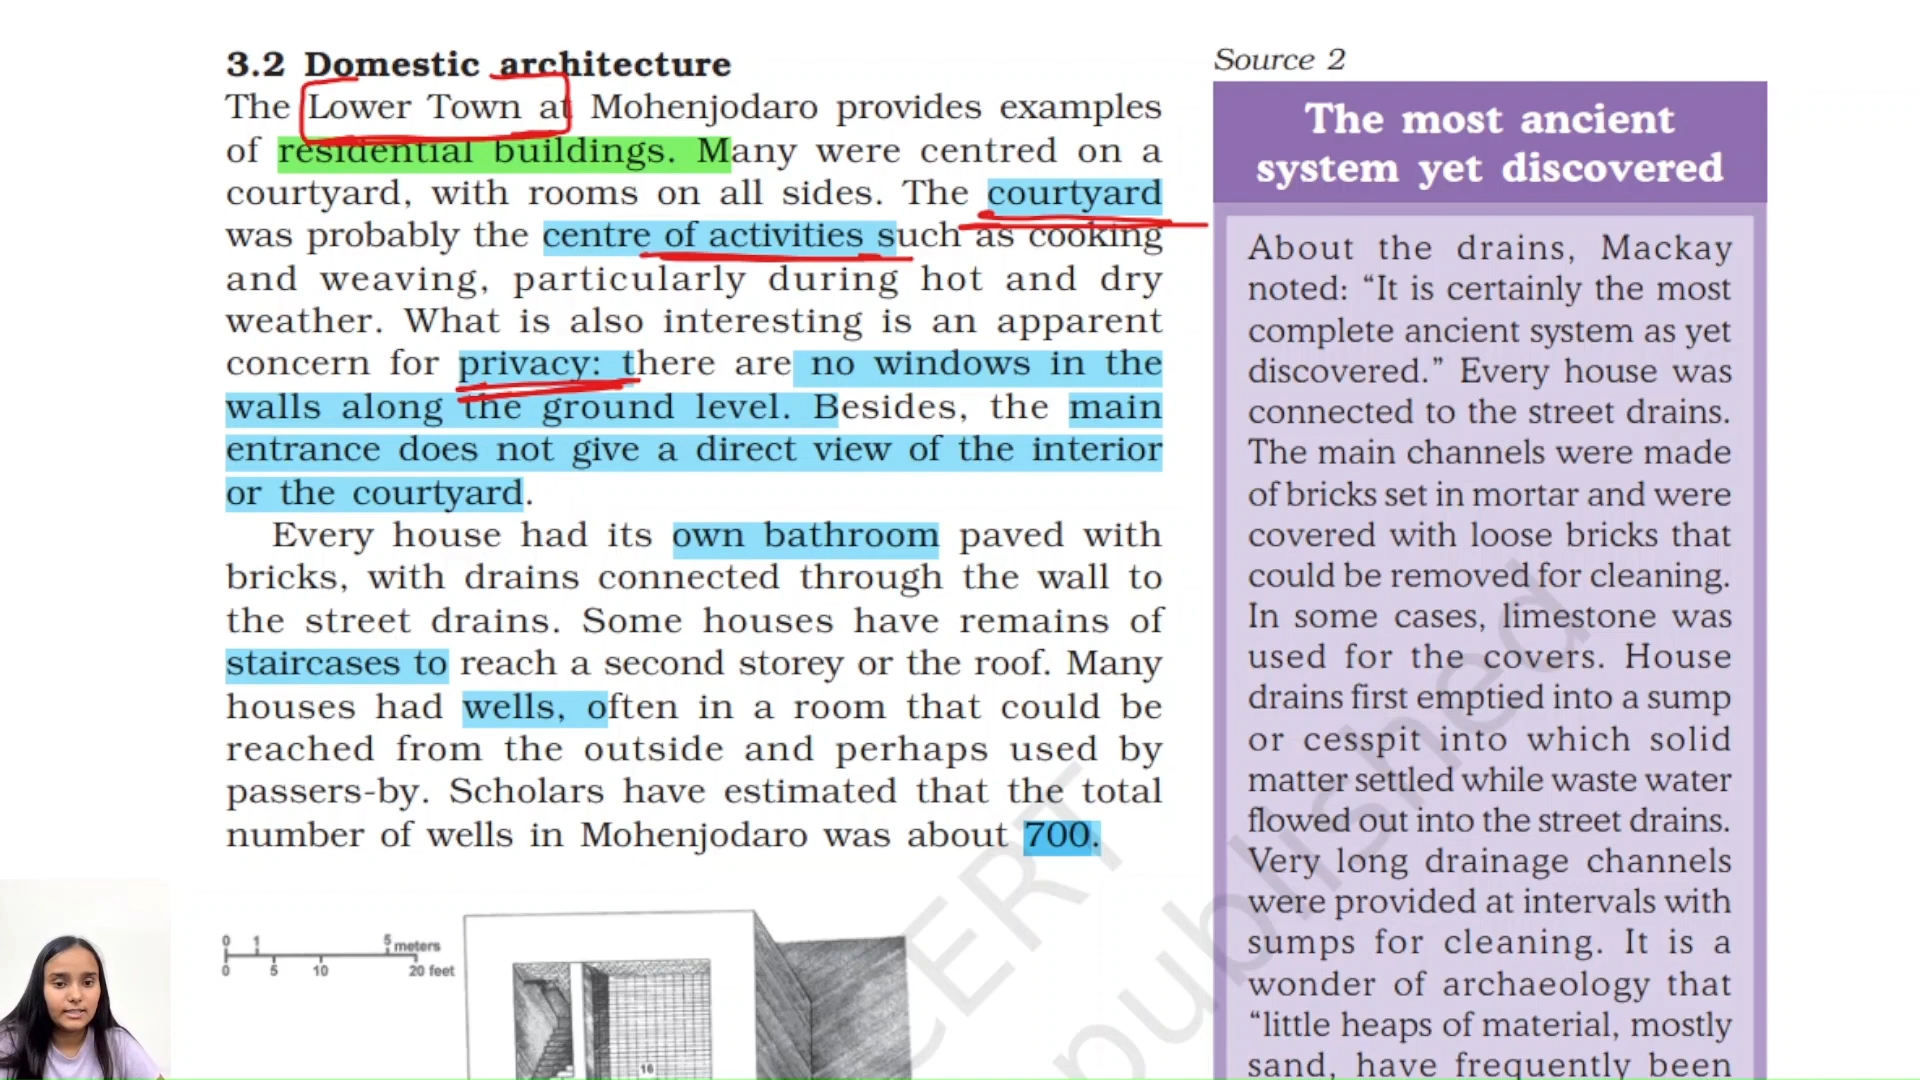 3.2 Domestic architecture
The Lower Town at Mohenjodaro provides examples
of residential buildings. Many were centred on a
courtyard, with rooms on all sides. The courtyard
was probably the centre of activities such as cooking
and weaving, particularly during hot and dry
weather. What is also interesting is an apparent
concern for privacy: there are no windows in the
walls along the ground level. Besides, the main
entrance does not give a direct view of the interior
or the courtyard.
Every house had its own bathroom paved with
bricks, with drains connected through the wall to
the street drains. Some houses have remains of
staircases to reach a second storey or the roof. Many
houses had wells, often in a room that could be
reached from the outside and perhaps used by
passers-by. Scholars have estimated that the total
number of wells in Mohenjodaro was about 700.
0 1 5 meters
0 5 10 20 feet
16
Source 2
The most ancient
system yet discovered
About the drains, Mackay
noted: “It is certainly the most
complete ancient system as yet
discovered.” Every house was
connected to the street drains.
The main channels were made
of bricks set in mortar and were
covered with loose bricks that
could be removed for cleaning.
In some cases, limestone was
used for the covers. House
drains first emptied into a sump
or cesspit into which solid
matter settled while waste water
flowed out into the street drains.
Very long drainage channels
were provided at intervals with
sumps for cleaning. It is a
wonder of archaeology that
“little heaps of material, mostly
sand, have frequently been
CERT
published